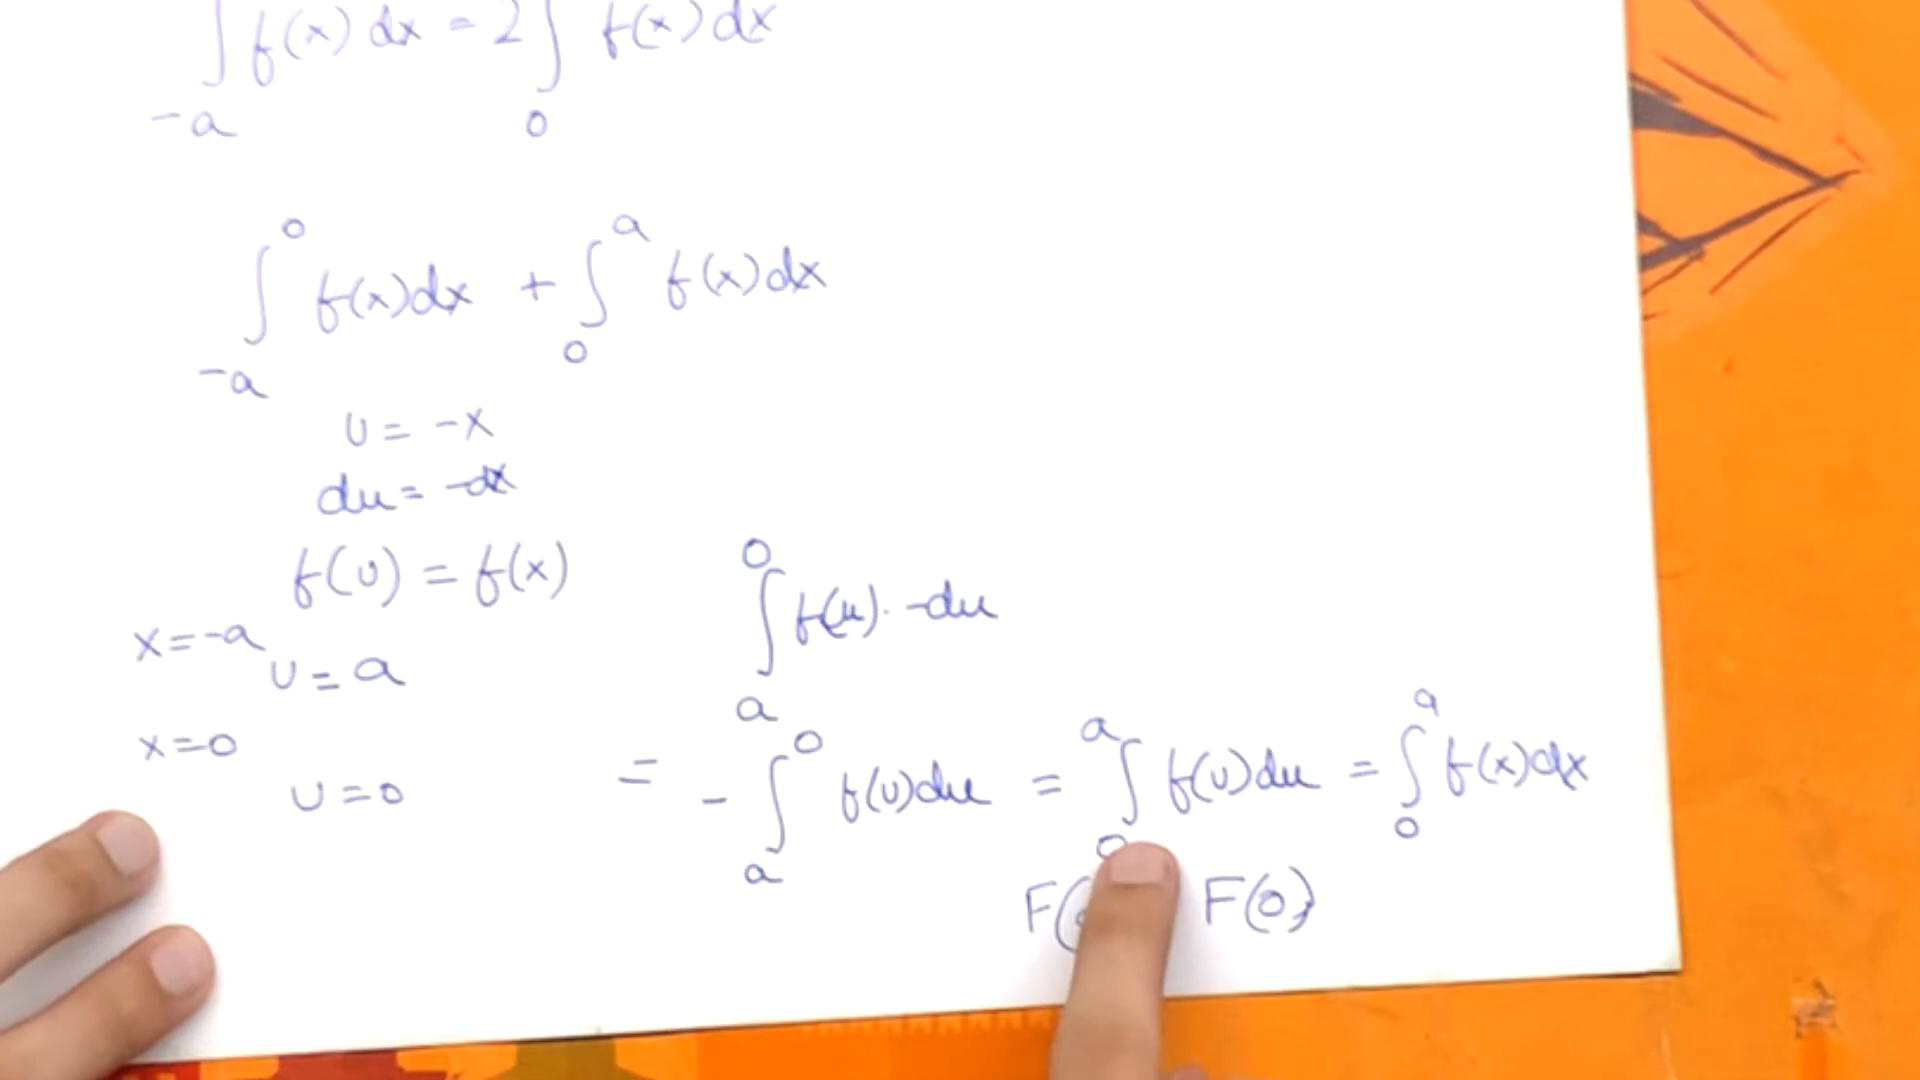 ∫ f(x) dx = 2 ∫ f(x) dx
-a 0
∫_{-a}^{0} f(x)dx + ∫_{0}^{a} f(x)dx
u = -x
du = -dx
f(u) = f(x)
x=-a
u = a
x=0
u=0
∫_{a}^{0} f(u). -du
= - ∫_{a}^{0} f(u)du = ∫_{0}^{a} f(u)du = ∫_{0}^{a} f(x)dx
F( F(0)